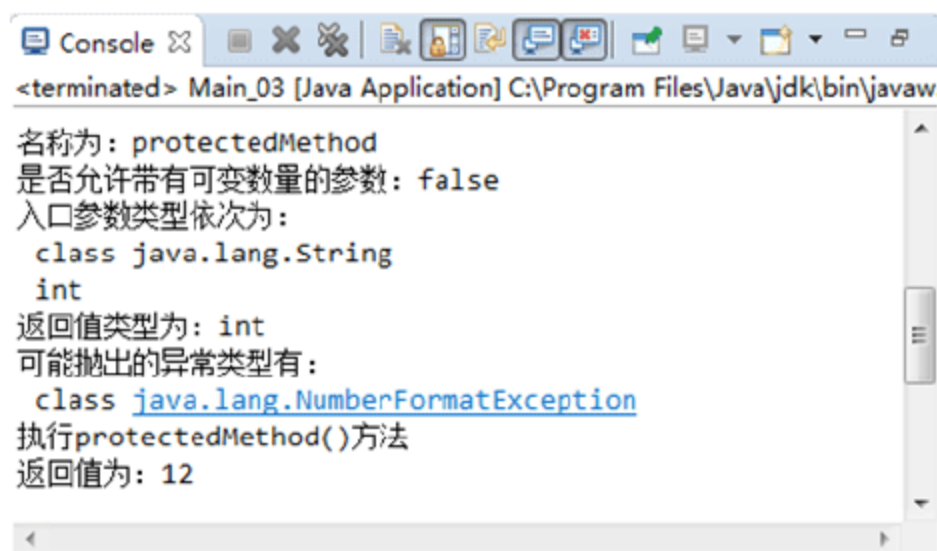 Console
<terminated> Main_03 [Java Application] C:\Program Files\Java\jdk\bin\javaw
名称为：protectedMethod
是否允许带有可变数量的参数：false
入口参数类型依次为：
class java.lang.String
int
返回值类型为：int
可能抛出的异常类型有：
class java.lang.NumberFormatException
执行protectedMethod()方法
返回值为：12